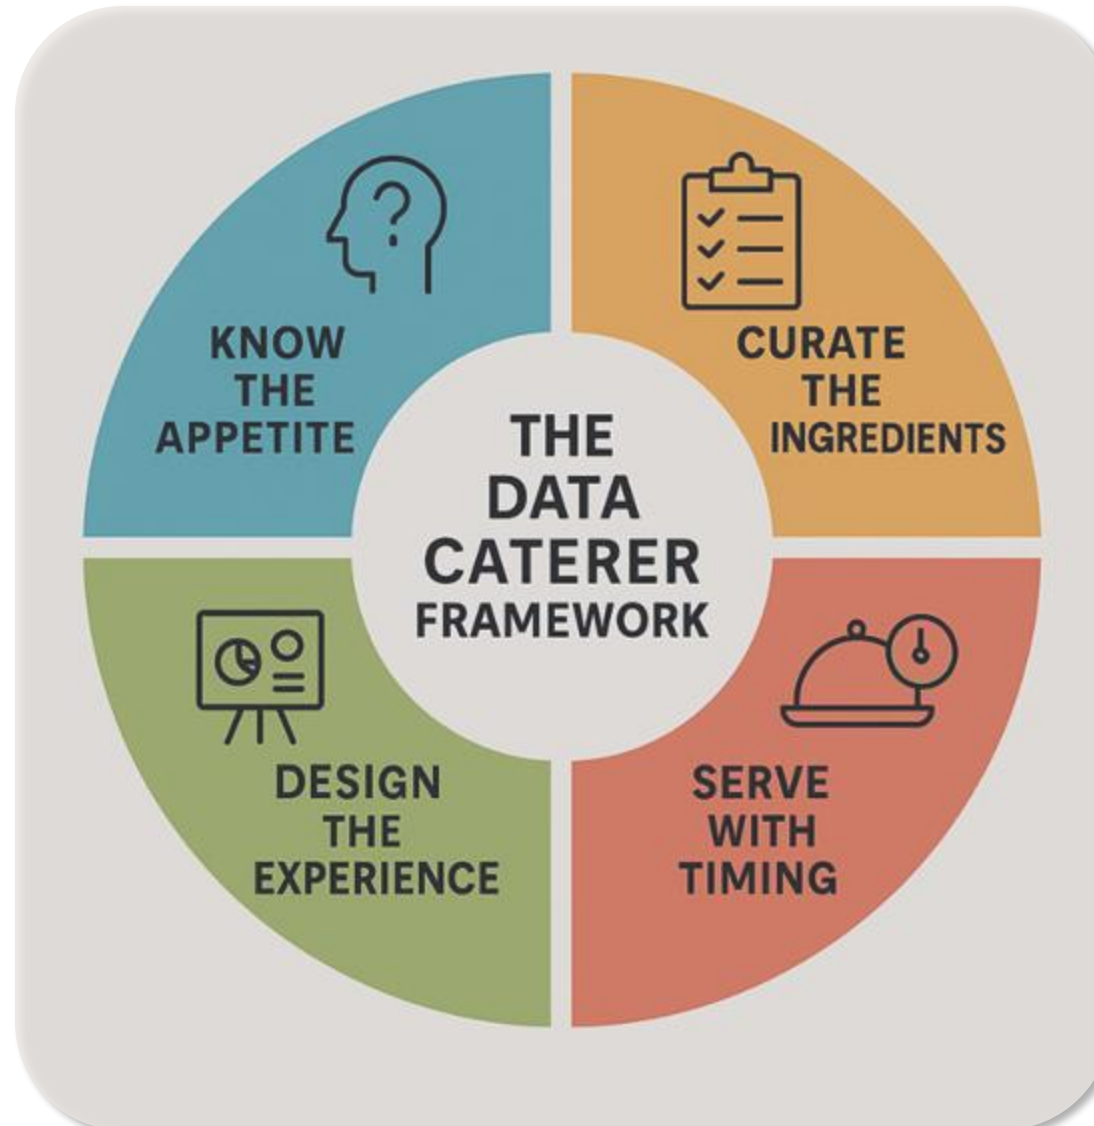 KNOW
THE
APPETITE
CURATE
THE
INGREDIENTS
THE
DATA
CATERER
FRAMEWORK
DESIGN
THE
EXPERIENCE
SERVE
WITH
TIMING